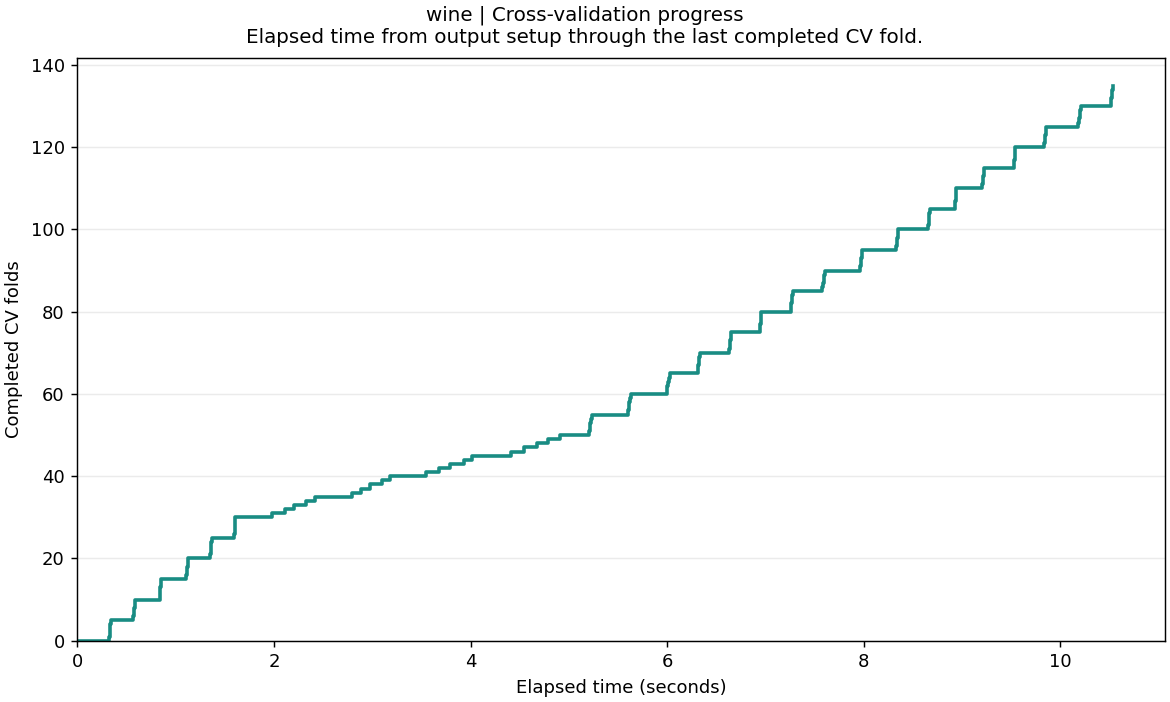 wine | Cross-validation progress
Elapsed time from output setup through the last completed CV fold.
140
120
100
80
60
40
20
0
Completed CV folds
0 2 4 6 8 10
Elapsed time (seconds)